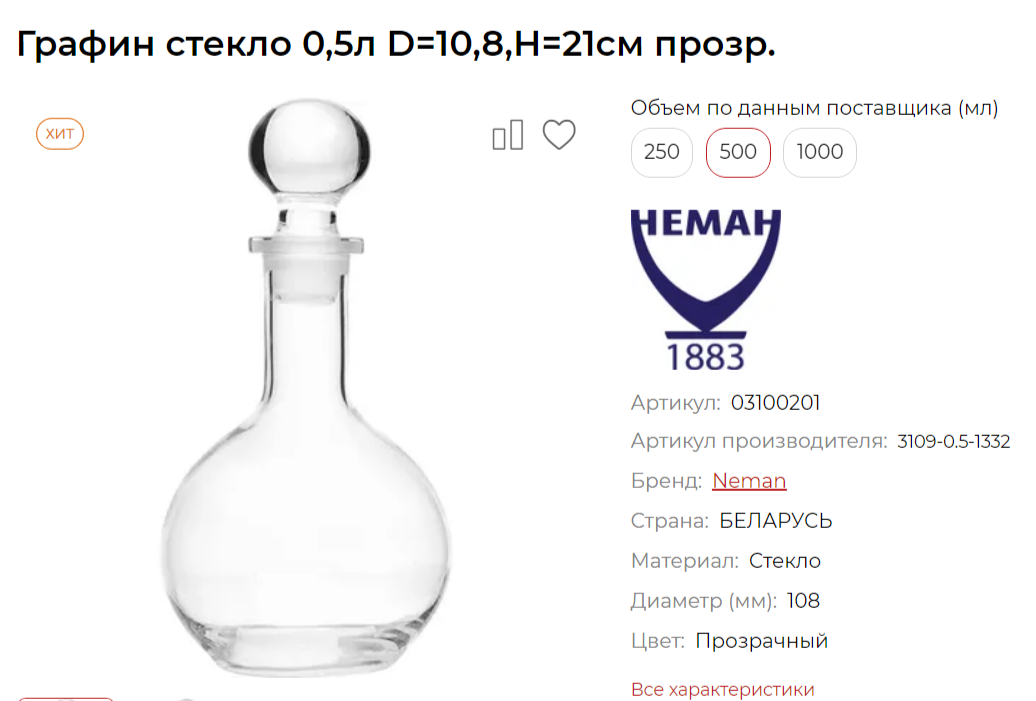 Графин стекло 0,5л D=10,8,H=21см прозр.
ХИТ
Объем по данным поставщика (мл)
250 500 1000
НЕМАН
1883
Артикул: 03100201
Артикул производителя: 3109-0.5-1332
Бренд: Neman
Страна: БЕЛАРУСЬ
Материал: Стекло
Диаметр (мм): 108
Цвет: Прозрачный
Все характеристики